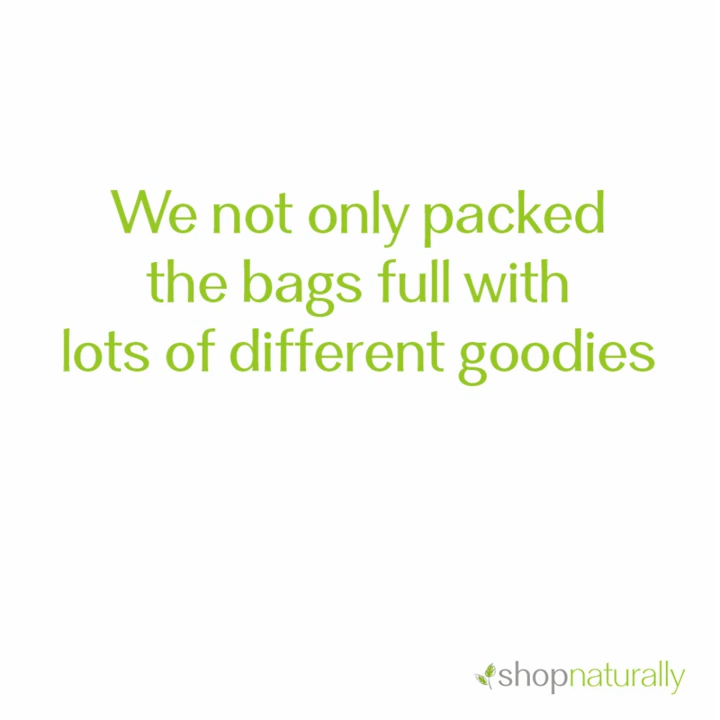 We not only packed
the bags full with
lots of different goodies
shopnaturally